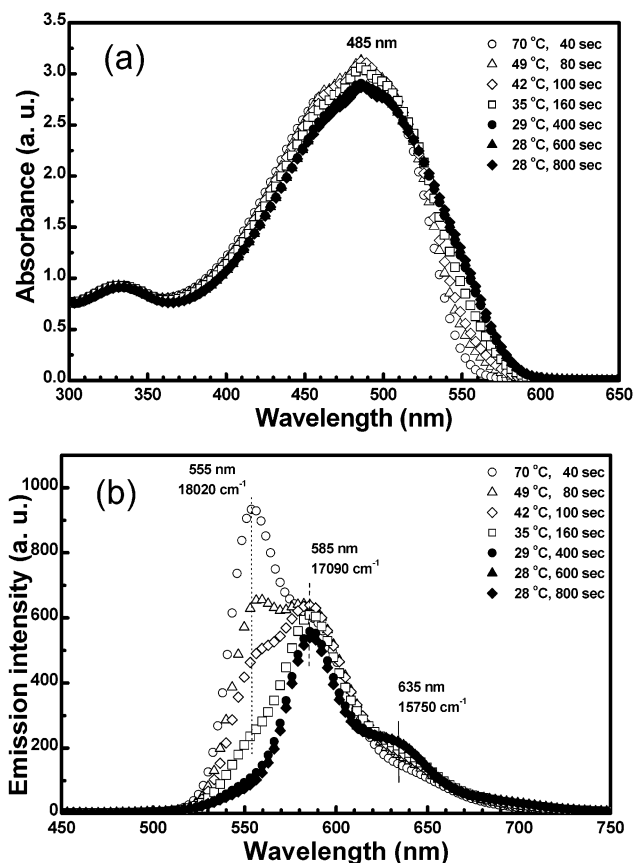 (a)
485 nm
70 °C, 40 sec
49 °C, 80 sec
42 °C, 100 sec
35 °C, 160 sec
29 °C, 400 sec
28 °C, 600 sec
28 °C, 800 sec
Absorbance (a. u.)
3.5
3.0
2.5
2.0
1.5
1.0
0.5
0.0
300 350 400 450 500 550 600 650
Wavelength (nm)
(b)
555 nm
18020 cm⁻¹
585 nm
17090 cm⁻¹
635 nm
15750 cm⁻¹
70 °C, 40 sec
49 °C, 80 sec
42 °C, 100 sec
35 °C, 160 sec
29 °C, 400 sec
28 °C, 600 sec
28 °C, 800 sec
Emission intensity (a. u.)
1000
800
600
400
200
0
450 500 550 600 650 700 750
Wavelength (nm)